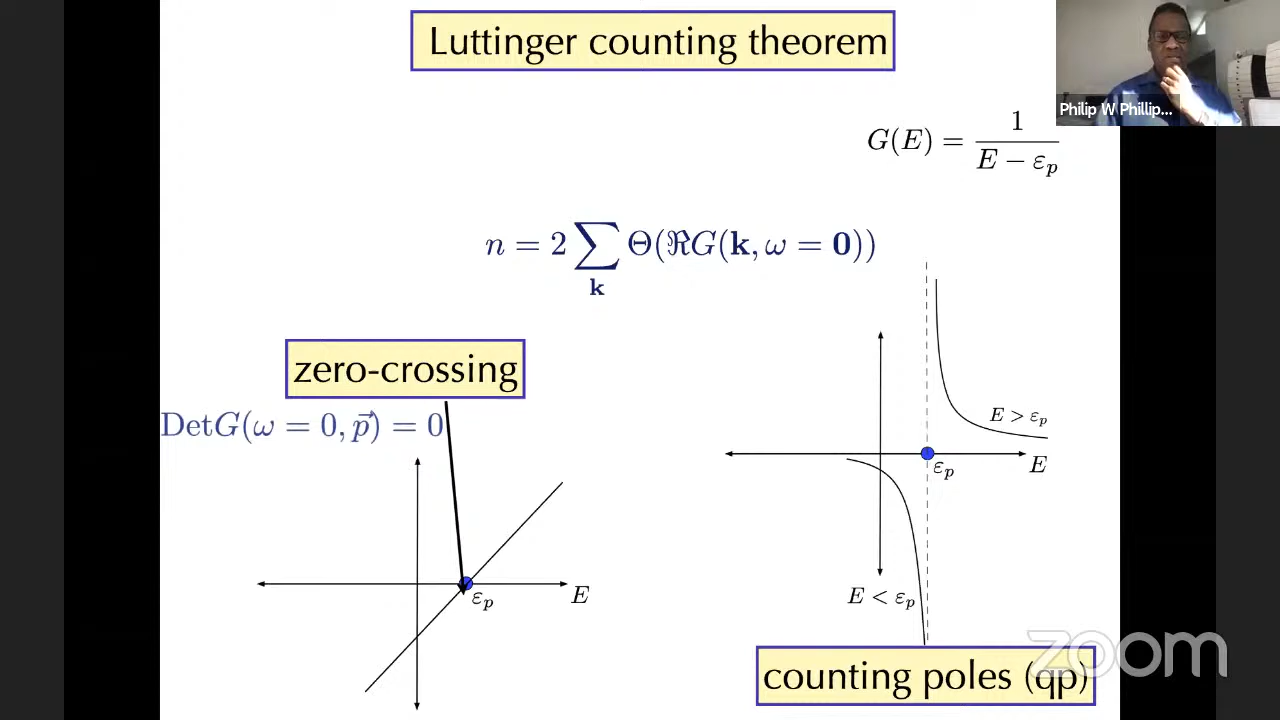 Luttinger counting theorem
Philip W Phillip...
G(E) = 1 / (E − ε_p)
n = 2 ∑_k Θ(ℜG(k, ω = 0))
zero-crossing
DetG(ω = 0, p⃗) = 0
E > ε_p
ε_p
E
E < ε_p
ε_p
E
counting poles (qp)
zoom